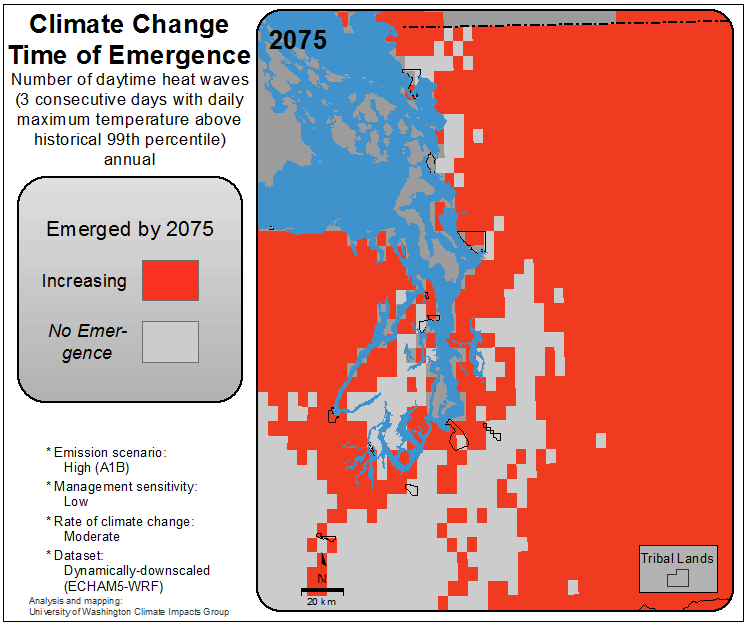 Climate Change
Time of Emergence
Number of daytime heat waves
(3 consecutive days with daily
maximum temperature above
historical 99th percentile)
annual
Emerged by 2075
Increasing
No Emer-
gence
* Emission scenario:
High (A1B)
* Management sensitivity:
Low
* Rate of climate change:
Moderate
* Dataset:
Dynamically-downscaled
(ECHAM5-WRF)
Analysis and mapping:
University of Washington Climate Impacts Group
2075
Tribal Lands
N
20 km